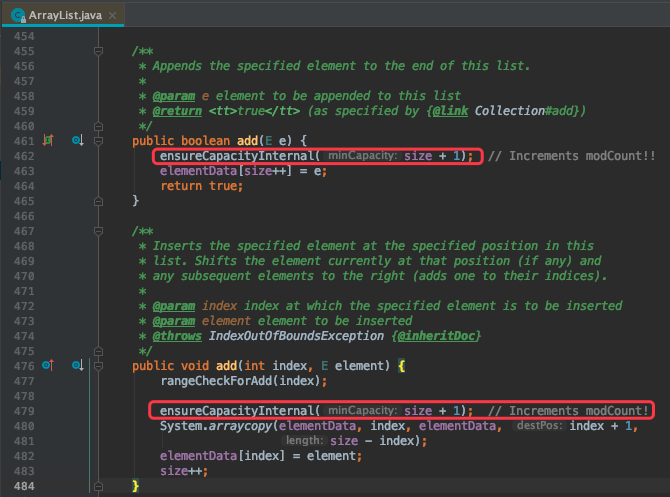 ArrayList.java
454
455 /**
456 * Appends the specified element to the end of this list.
457 *
458 * @param e element to be appended to this list
459 * @return <tt>true</tt> (as specified by {@link Collection#add})
460 */
461 public boolean add(E e) {
462 ensureCapacityInternal( minCapacity: size + 1); // Increments modCount!!
463 elementData[size++] = e;
464 return true;
465 }
466
467 /**
468 * Inserts the specified element at the specified position in this
469 * list. Shifts the element currently at that position (if any) and
470 * any subsequent elements to the right (adds one to their indices).
471 *
472 * @param index index at which the specified element is to be inserted
473 * @param element element to be inserted
474 * @throws IndexOutOfBoundsException {@inheritDoc}
475 */
476 public void add(int index, E element) {
477 rangeCheckForAdd(index);
478
479 ensureCapacityInternal( minCapacity: size + 1); // Increments modCount!
480 System.arraycopy(elementData, index, elementData, destPos: index + 1,
481 length: size - index);
482 elementData[index] = element;
483 size++;
484 }